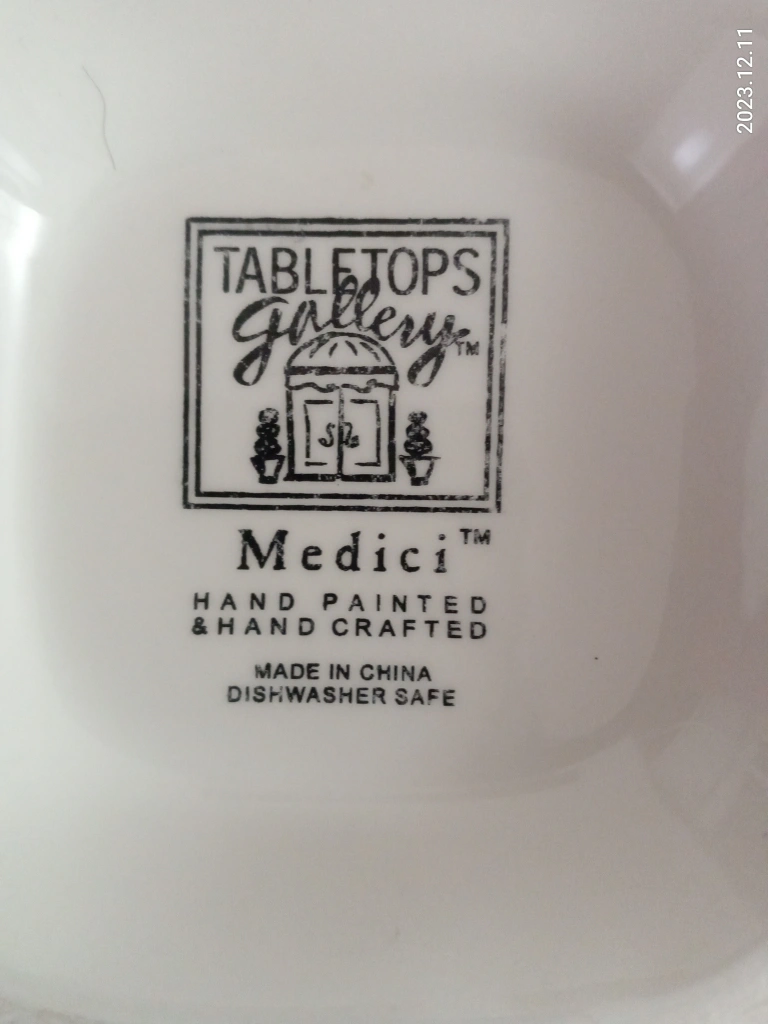 2023.12.11
TABLETOPS
gallery™
Medici™
HAND PAINTED
& HAND CRAFTED
MADE IN CHINA
DISHWASHER SAFE